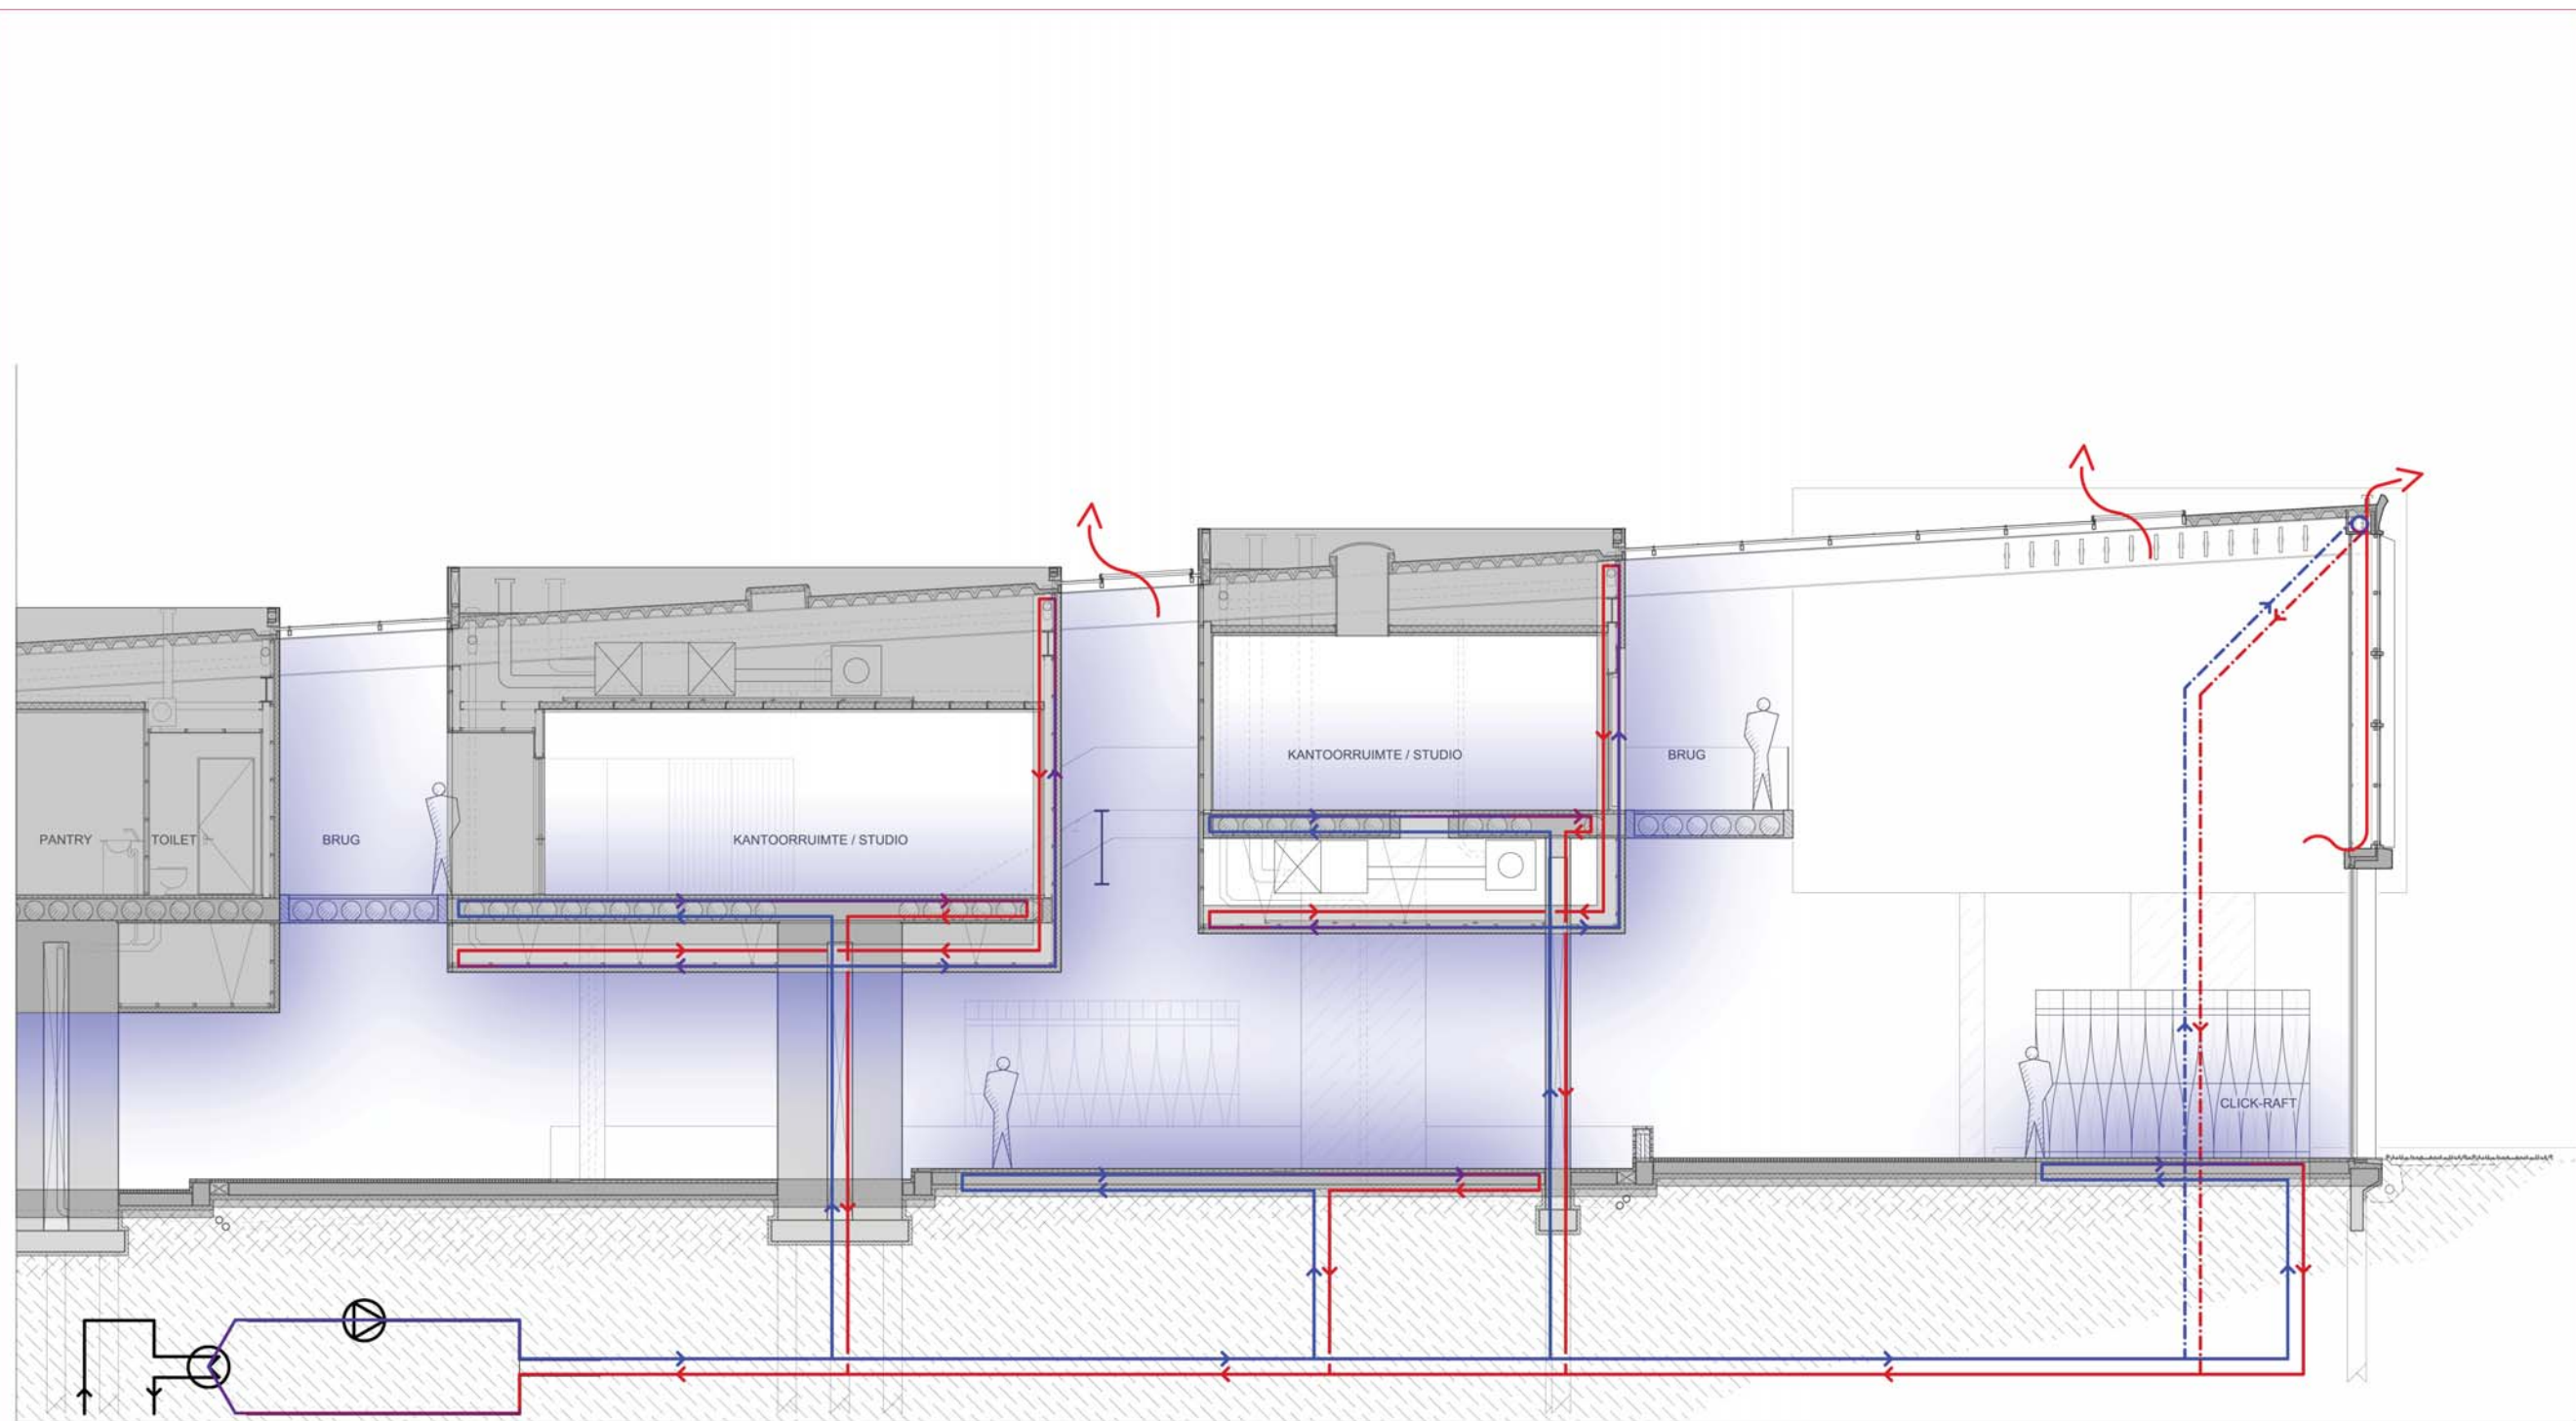 KANTOORRUIMTE / STUDIO
BRUG
PANTRY
TOILET
BRUG
KANTOORRUIMTE / STUDIO
CLICK-RAFT